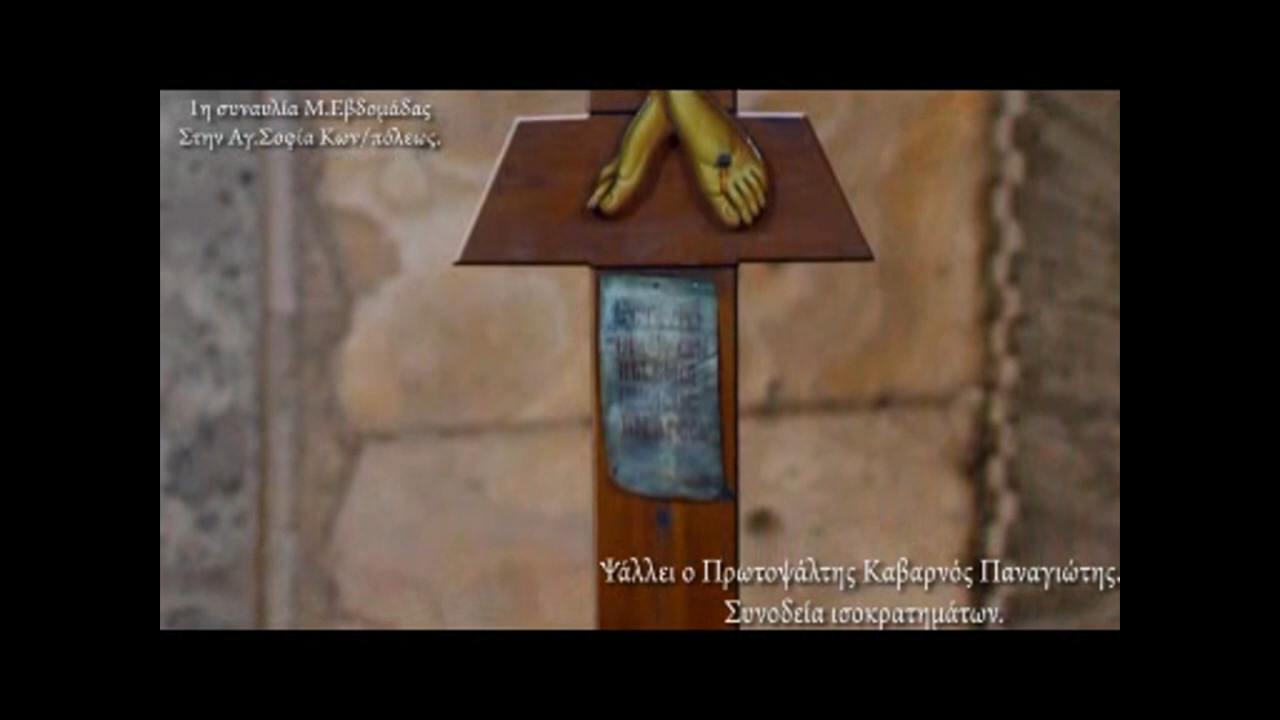 1η συναυλία Μ.Εβδομάδας
Στην Αγ.Σοφία Κων/πόλεως.
Ψάλλει ο Πρωτοψάλτης Καβαρνός Παναγιώτης.
Συνοδεία ισοκρατημάτων.